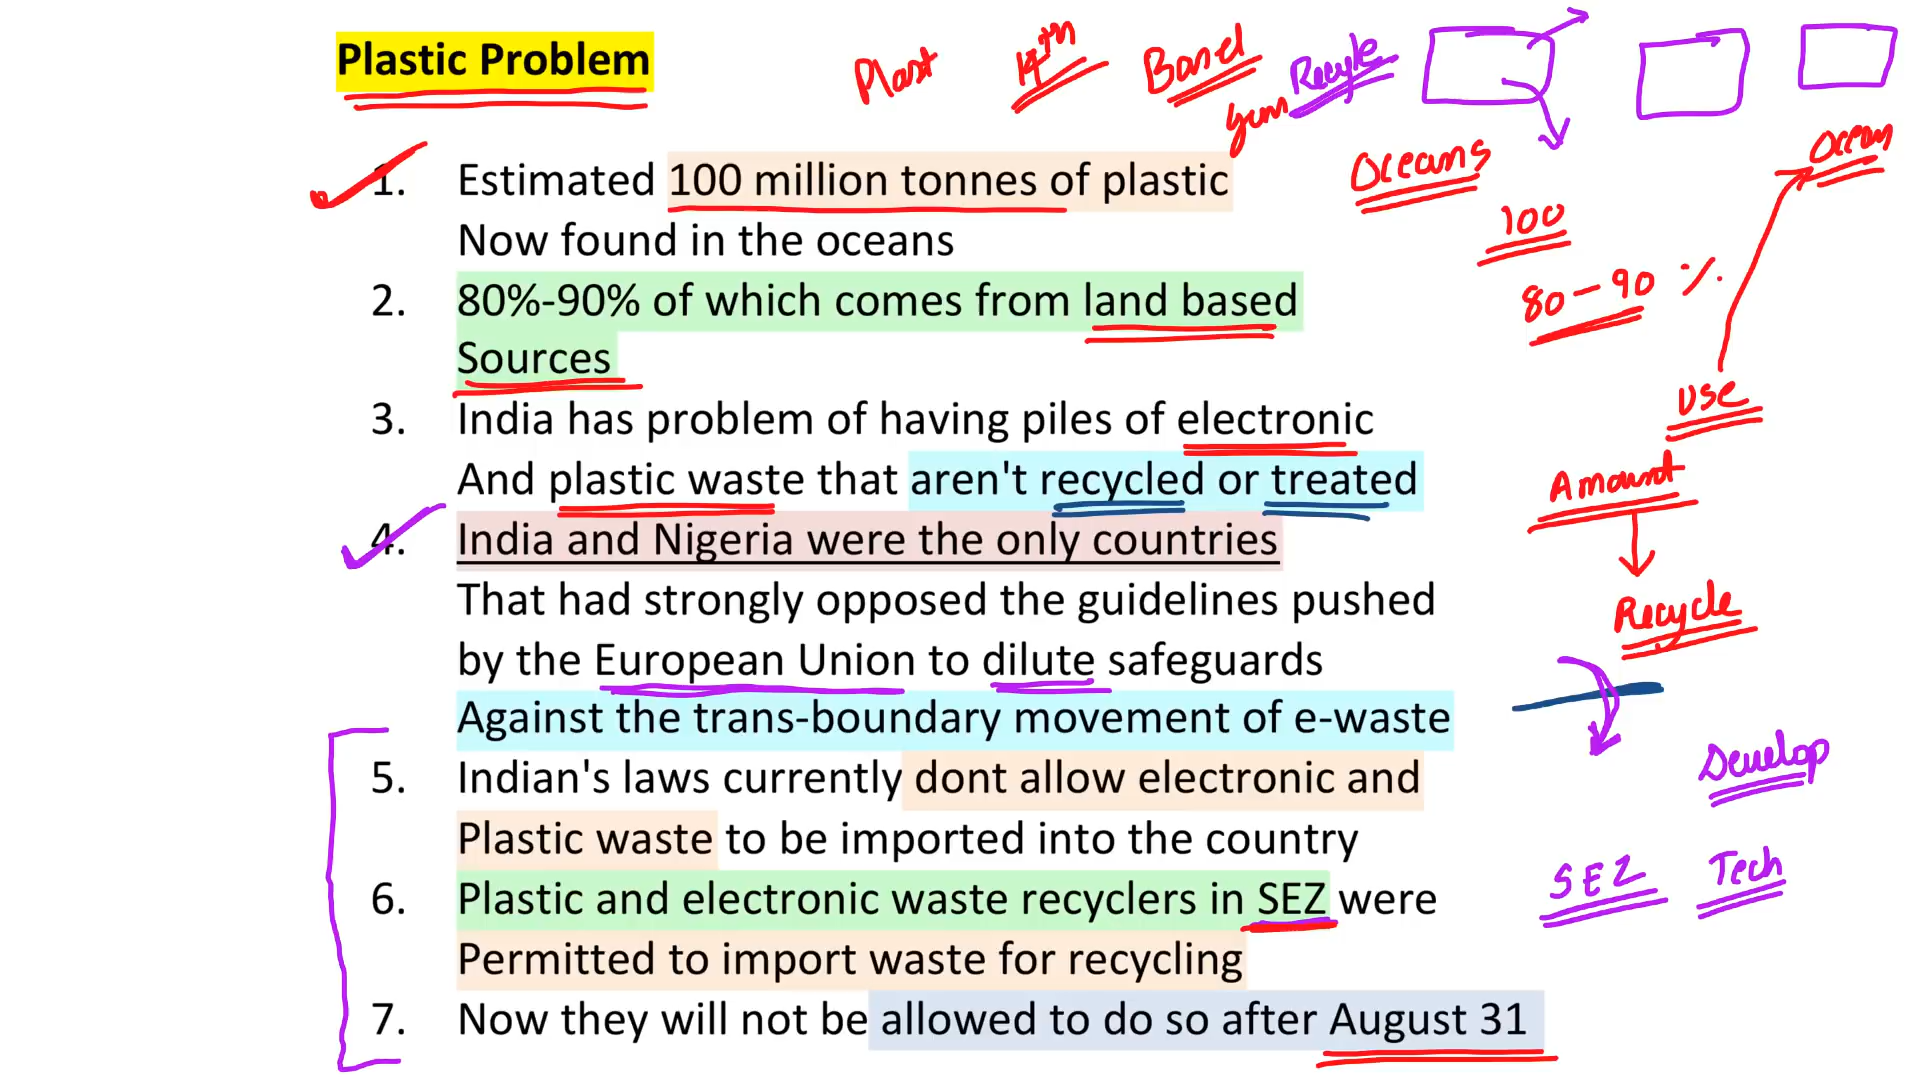 Plastic Problem
Plast 14th Basel Recycle
Oceans
Ocean
100
80-90 %
use
Amount
Recycle
Develop
SEZ Tech
1. Estimated 100 million tonnes of plastic
Now found in the oceans
2. 80%-90% of which comes from land based
Sources
3. India has problem of having piles of electronic
And plastic waste that aren't recycled or treated
4. India and Nigeria were the only countries
That had strongly opposed the guidelines pushed
by the European Union to dilute safeguards
Against the trans-boundary movement of e-waste
5. Indian's laws currently dont allow electronic and
Plastic waste to be imported into the country
6. Plastic and electronic waste recyclers in SEZ were
Permitted to import waste for recycling
7. Now they will not be allowed to do so after August 31